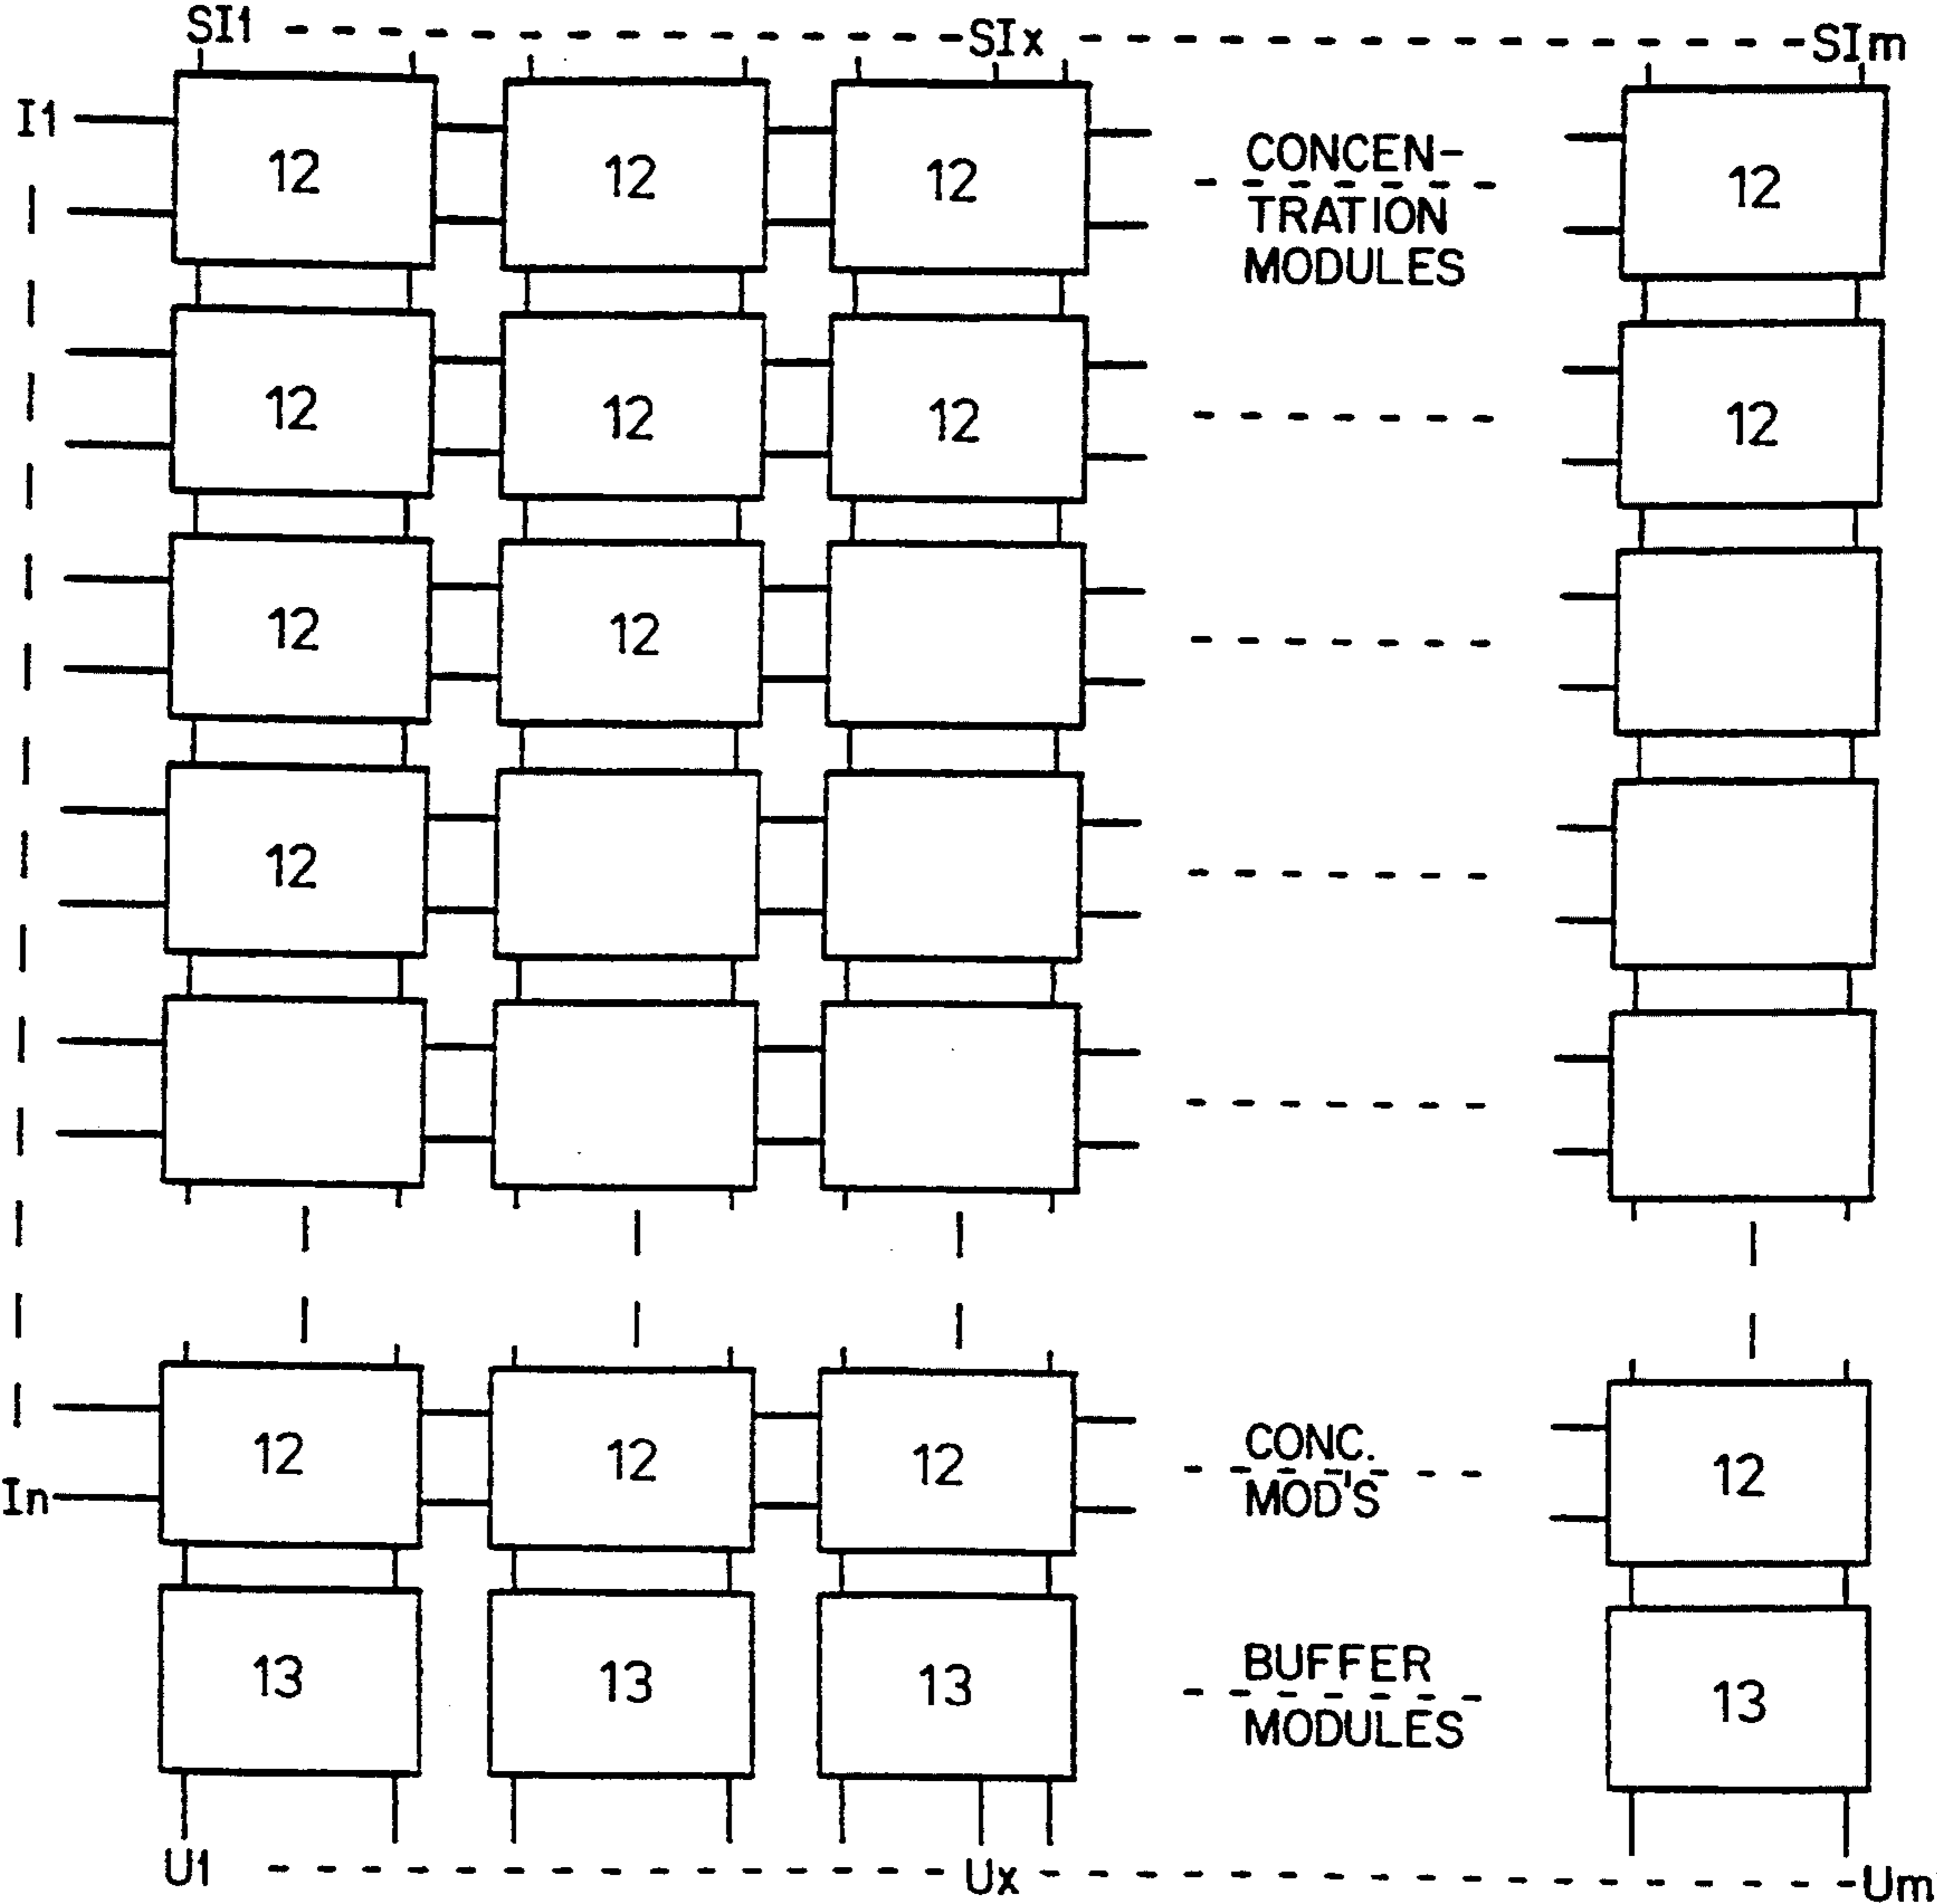 SI1 SIx SIm
I1
12 12 12 CONCEN- 12
TRATION
MODULES
12 12 12 12
12 12
12
12 12 12 CONC. 12
In MOD'S
13 13 13 BUFFER 13
MODULES
U1 Ux Um